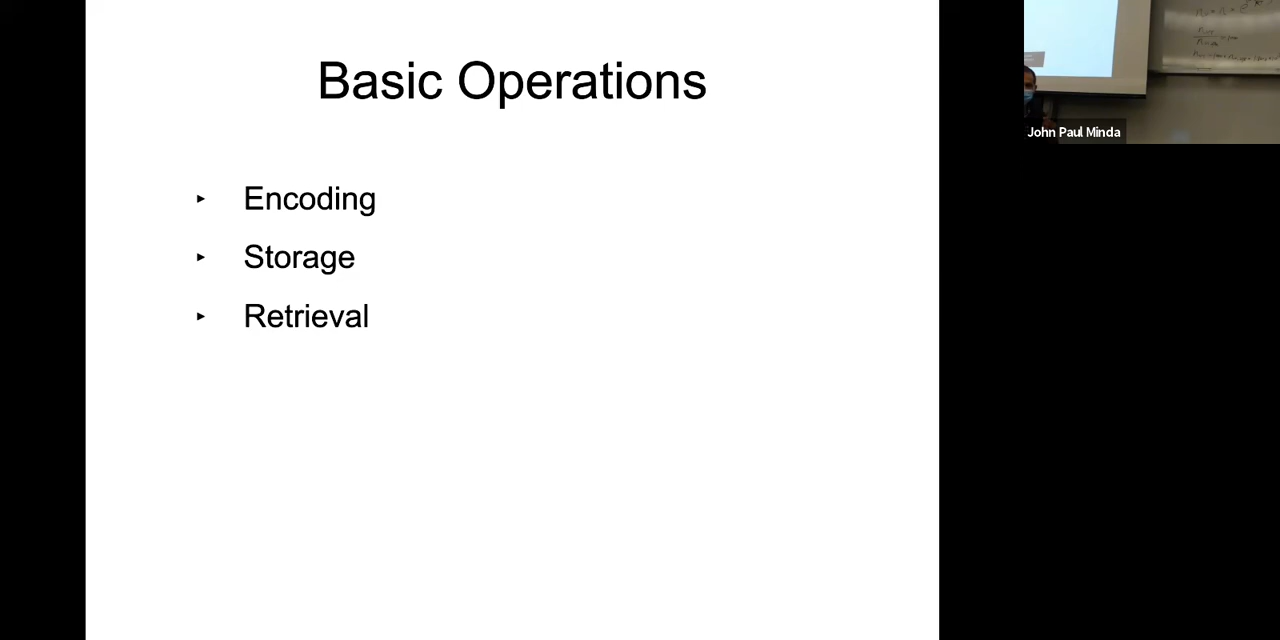 Basic Operations
‣ Encoding
‣ Storage
‣ Retrieval
John Paul Minda